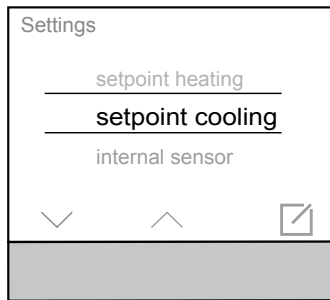 Settings
setpoint heating
setpoint cooling
internal sensor